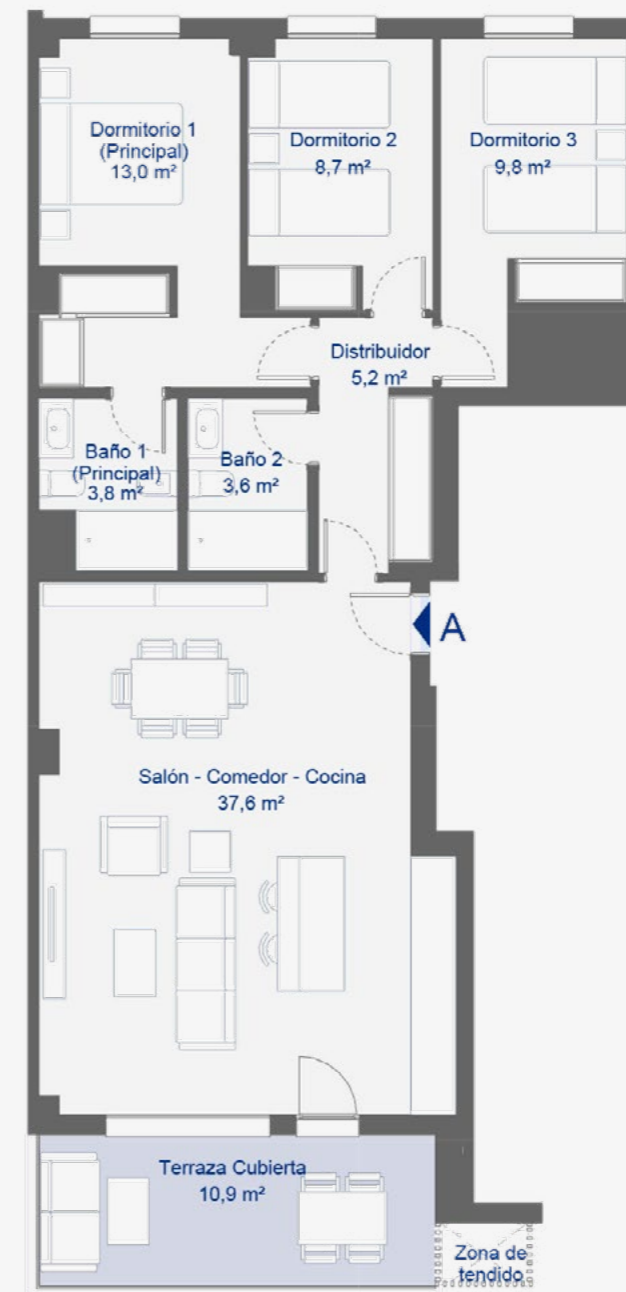 Dormitorio 1
(Principal)
13,0 m²
Dormitorio 2
8,7 m²
Dormitorio 3
9,8 m²
Distribuidor
5,2 m²
Baño 1
(Principal)
3,8 m²
Baño 2
3,6 m²
A
Salón - Comedor - Cocina
37,6 m²
Terraza Cubierta
10,9 m²
Zona de
tendido